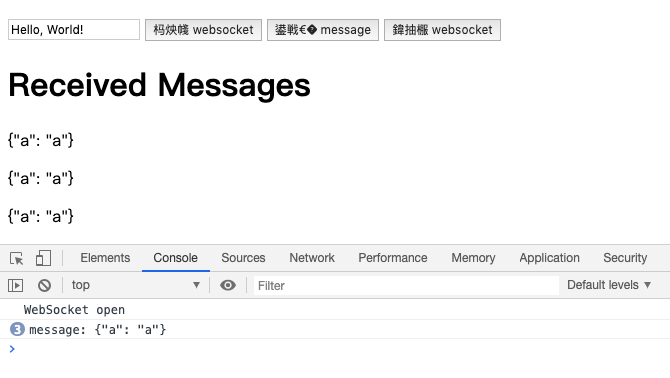 Hello, World! 杩炴帴 websocket 鍙戦€� message 鍏抽棴 websocket
Received Messages
{"a": "a"}
{"a": "a"}
{"a": "a"}
Elements Console Sources Network Performance Memory Application Security
top Filter Default levels
WebSocket open
3 message: {"a": "a"}